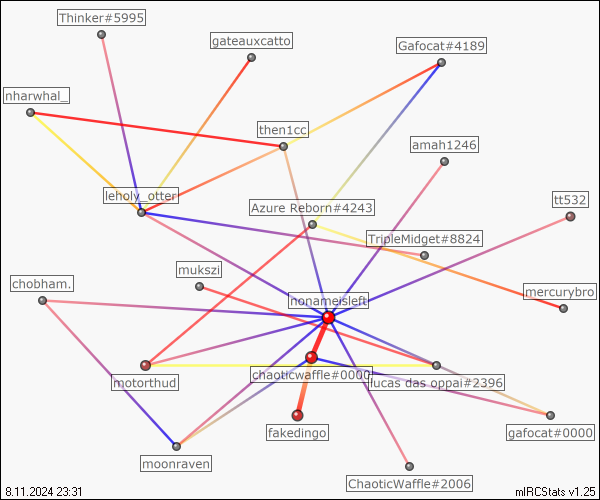 Thinker#5995
gateauxcatto
Gafocat#4189
nharwhal_
then1cc
amah1246
leholy_otter
Azure Reborn#4243
tt532
TripleMidget#8824
mukszi
chobham.
nonameisleft
mercurybro
chaoticwaffle#0000
motorthud
lucas das oppai#2396
fakedingo
gafocat#0000
moonraven
ChaoticWaffle#2006
8.11.2024 23:31
mIRCStats v1.25